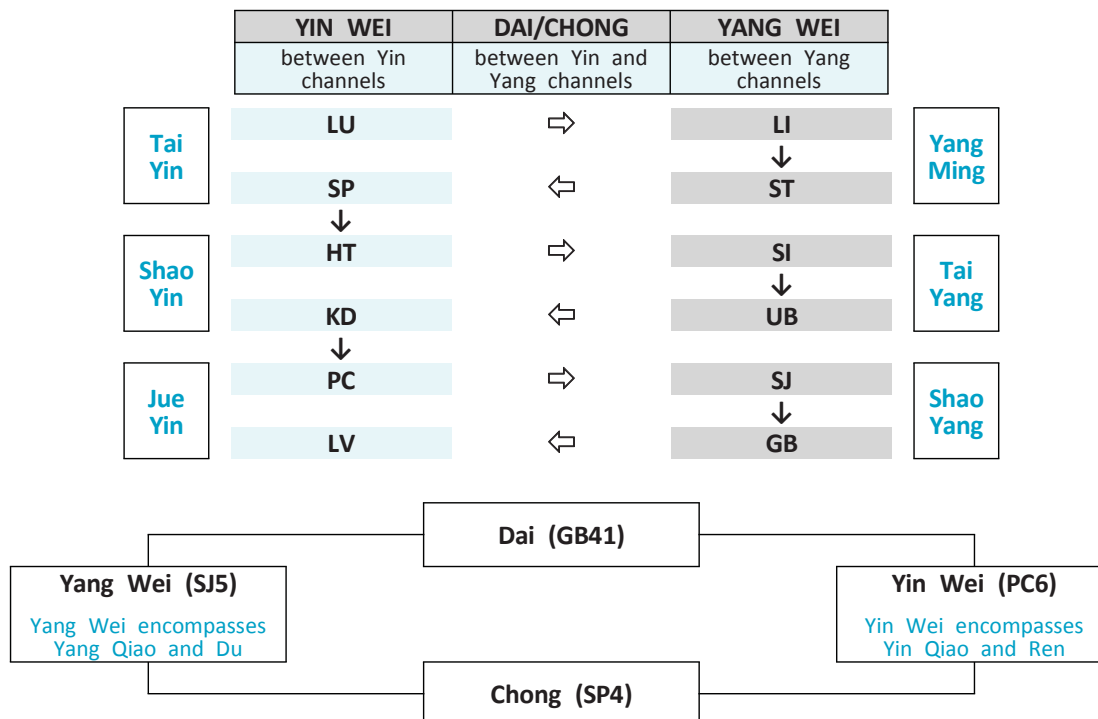 YIN WEI DAI/CHONG YANG WEI
between Yin channels between Yin and Yang channels between Yang channels
Tai Yin
LU ⇨ LI
↓
SP ⇦ ST
Yang Ming
↓
Shao Yin
HT ⇨ SI
↓
KD ⇦ UB
Tai Yang
↓
Jue Yin
PC ⇨ SJ
↓
LV ⇦ GB
Shao Yang
Dai (GB41)
Yang Wei (SJ5)
Yang Wei encompasses
Yang Qiao and Du
Yin Wei (PC6)
Yin Wei encompasses
Yin Qiao and Ren
Chong (SP4)